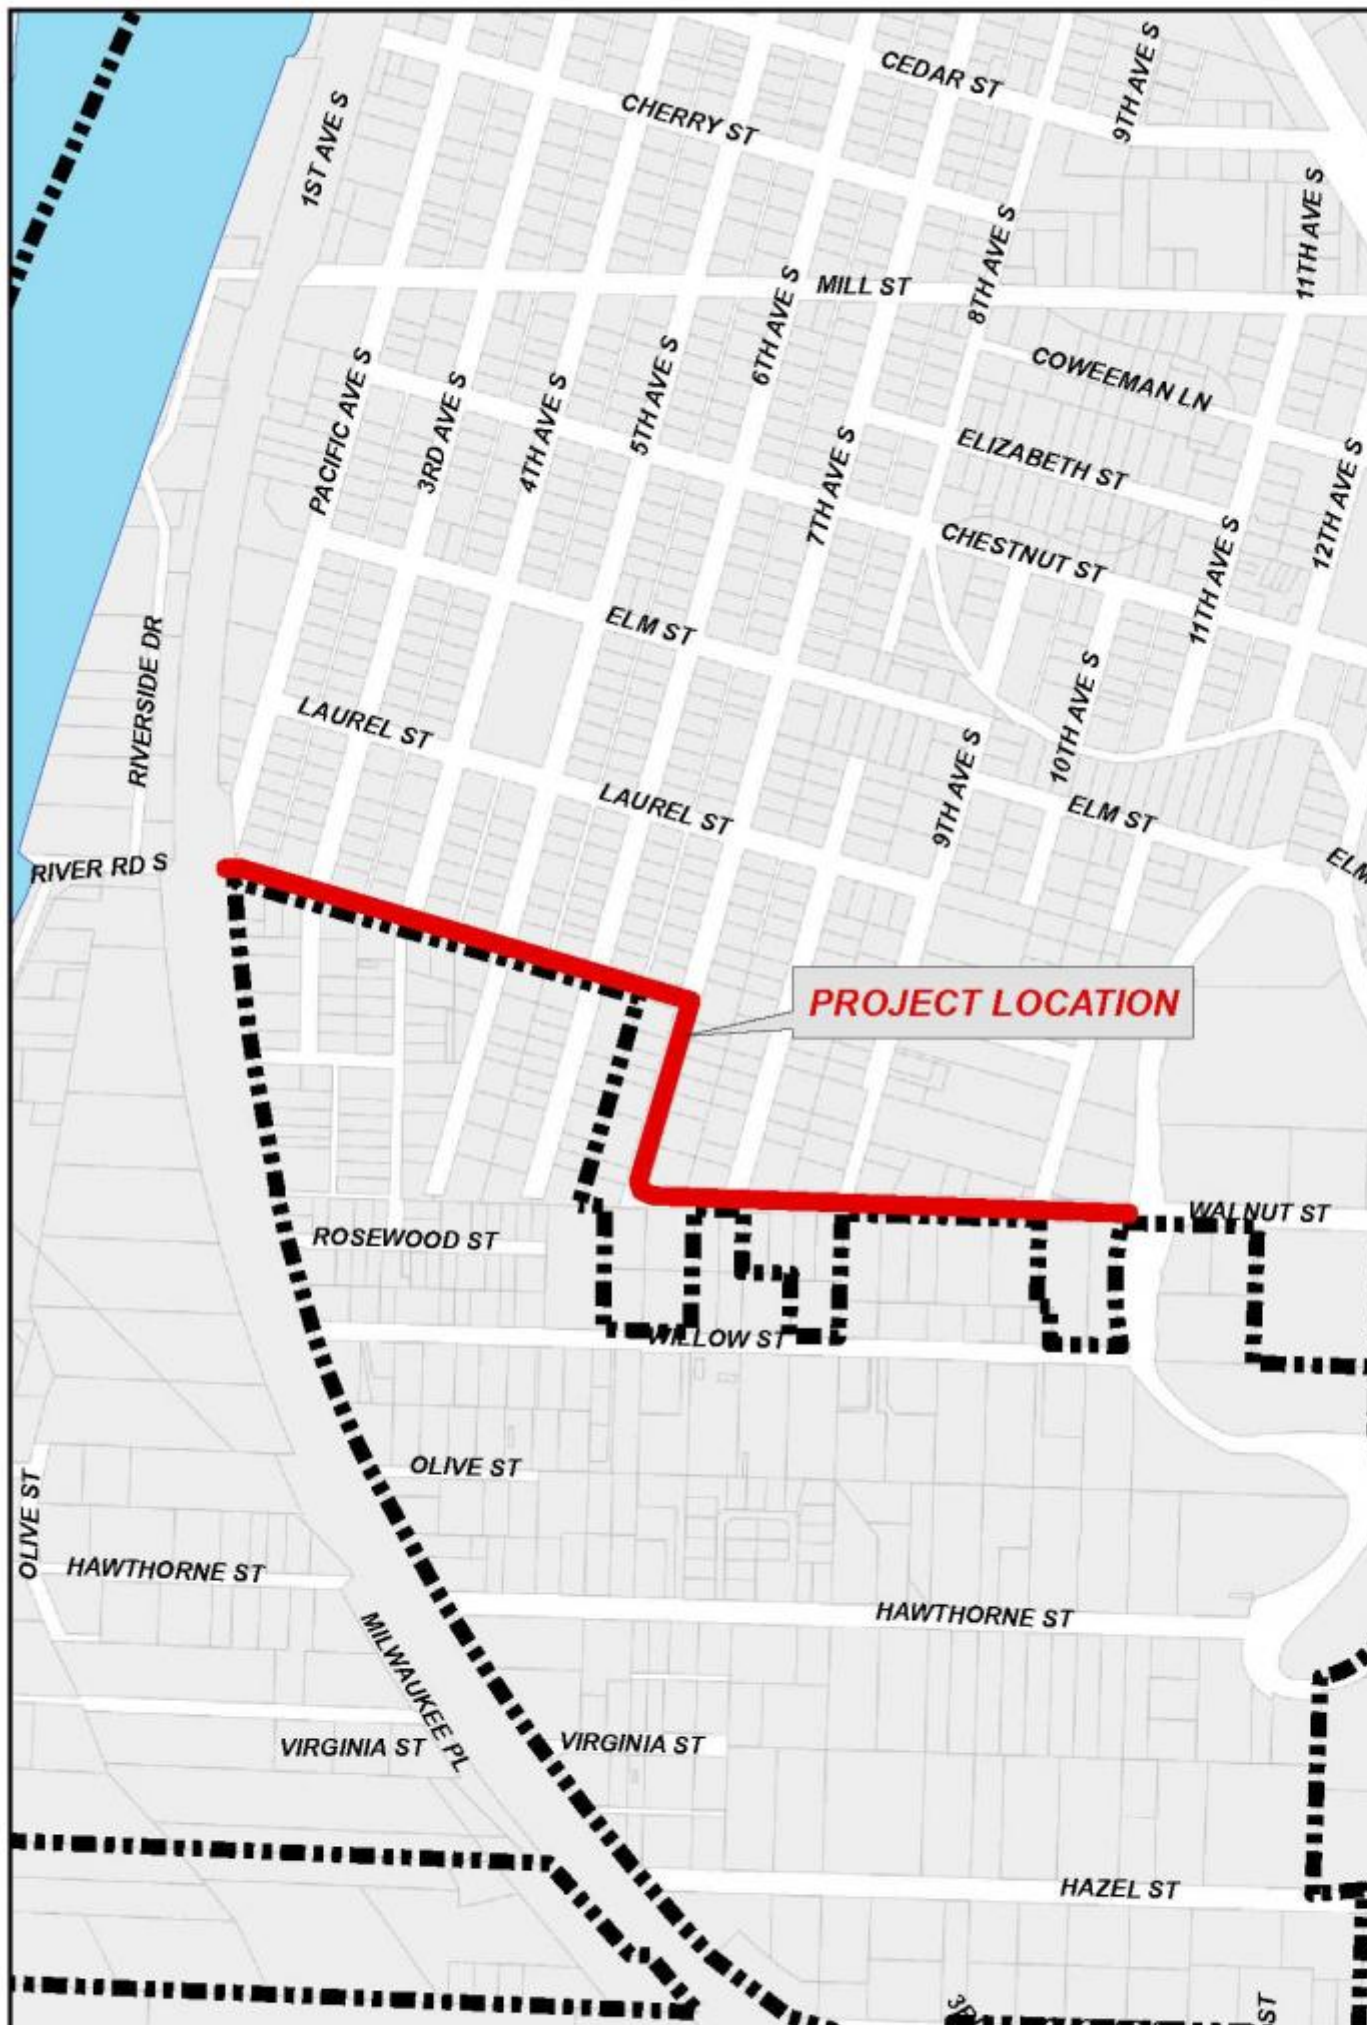 CEDAR ST
9TH AVE S
CHERRY ST
1ST AVE S
11TH AVE S
8TH AVE S
MILL ST
6TH AVE S
5TH AVE S
COWEEMAN LN
PACIFIC AVE S
3RD AVE S
4TH AVE S
7TH AVE S
ELIZABETH ST
12TH AVE S
CHESTNUT ST
11TH AVE S
ELM ST
RIVERSIDE DR
10TH AVE S
LAUREL ST
9TH AVE S
LAUREL ST
ELM ST
ELM
RIVER RD S
PROJECT LOCATION
WALNUT ST
ROSEWOOD ST
WILLOW ST
OLIVE ST
OLIVE ST
HAWTHORNE ST
HAWTHORNE ST
MILWAUKEE PL
VIRGINIA ST
VIRGINIA ST
HAZEL ST
ST